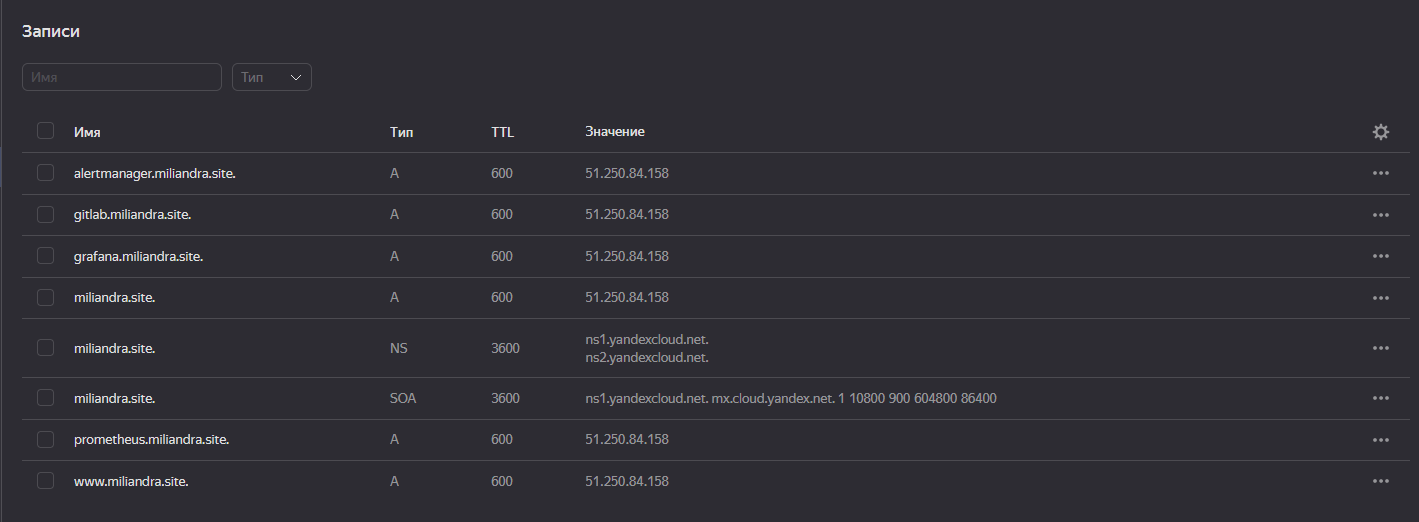 Записи
Имя Тип
Имя Тип TTL Значение
alertmanager.miliandra.site. A 600 51.250.84.158
gitlab.miliandra.site. A 600 51.250.84.158
grafana.miliandra.site. A 600 51.250.84.158
miliandra.site. A 600 51.250.84.158
miliandra.site. NS 3600 ns1.yandexcloud.net.
ns2.yandexcloud.net.
miliandra.site. SOA 3600 ns1.yandexcloud.net. mx.cloud.yandex.net. 1 10800 900 604800 86400
prometheus.miliandra.site. A 600 51.250.84.158
www.miliandra.site. A 600 51.250.84.158